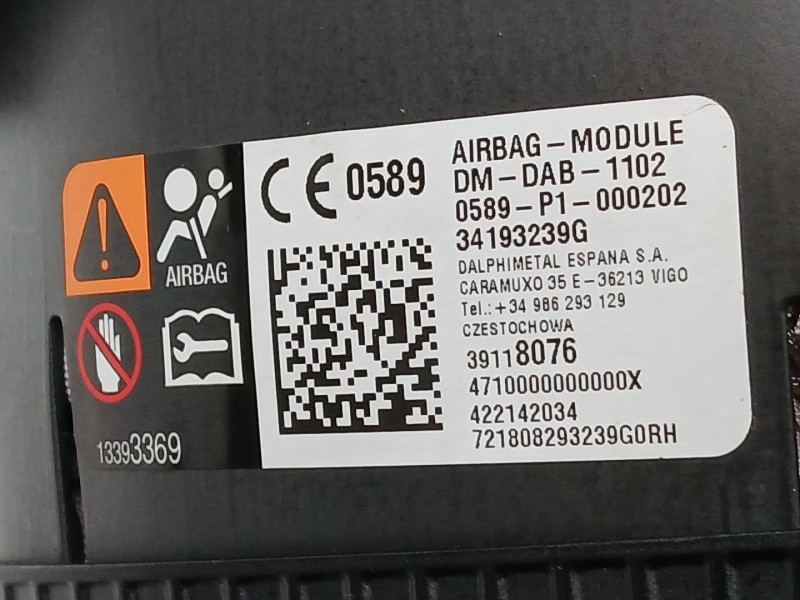 CE 0589
AIRBAG
13393369
AIRBAG-MODULE
DM-DAB-1102
0589-P1-000202
34193239G
DALPHIMETAL ESPANA S.A.
CARAMUXO 35 E-36213 VIGO
Tel.:+34 986 293 129
CZESTOCHOWA
39118076
4710000000000X
422142034
721808293239G0RH